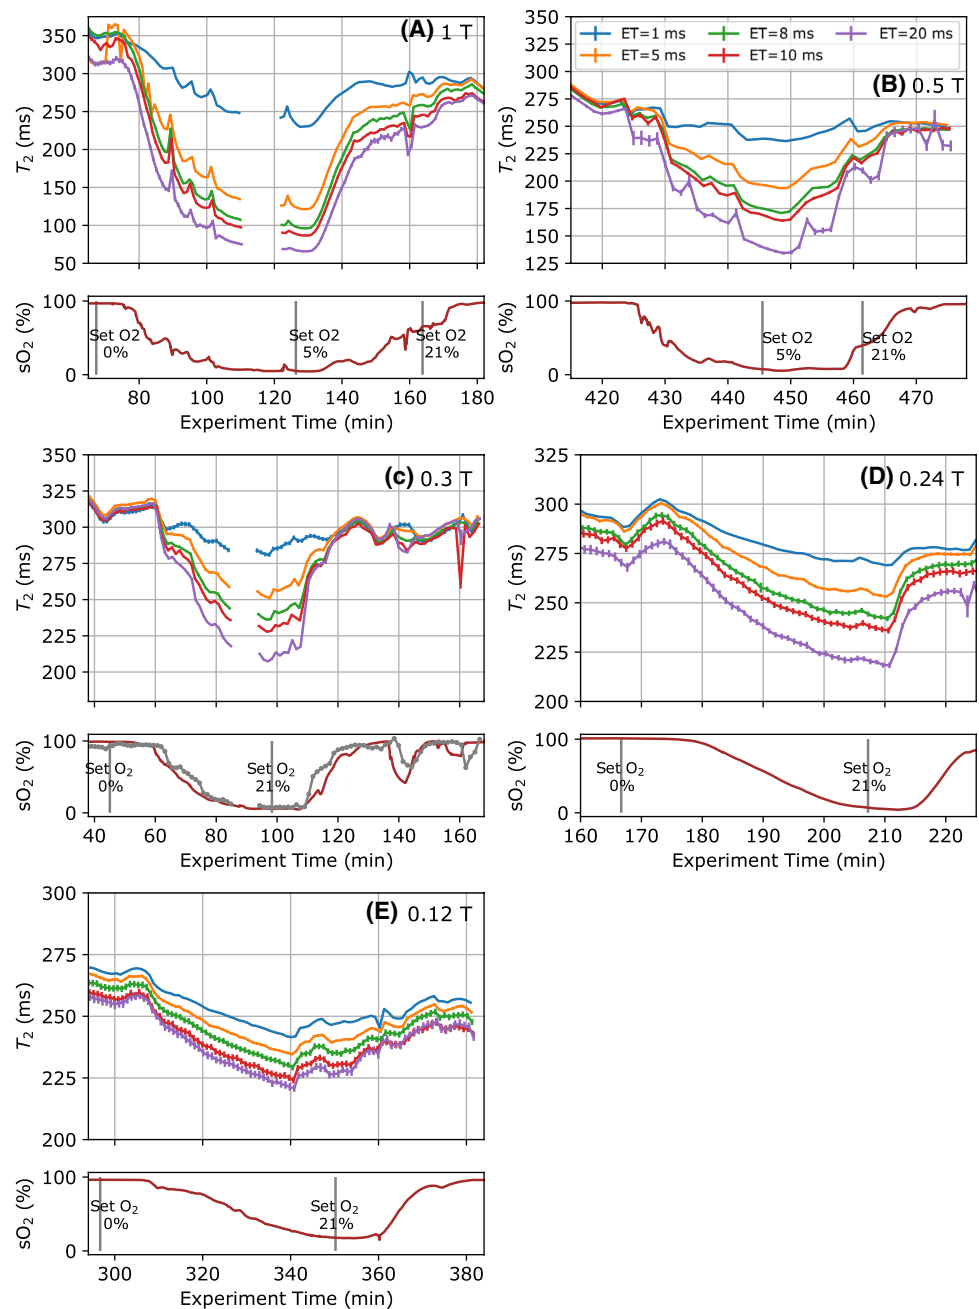 (A) 1 T
T2 (ms)
350
300
250
200
150
100
50
sO2 (%)
100
0
Set O2
0%
Set O2
5%
Set O2
21%
80 100 120 140 160 180
Experiment Time (min)
ET=1 ms ET=8 ms ET=20 ms
ET=5 ms ET=10 ms
(B) 0.5 T
T2 (ms)
350
325
300
275
250
225
200
175
150
125
sO2 (%)
100
0
Set O2
5%
Set O2
21%
420 430 440 450 460 470
Experiment Time (min)
(c) 0.3 T
T2 (ms)
350
325
300
275
250
225
200
sO2 (%)
100
0
Set O2
0%
Set O2
21%
40 60 80 100 120 140 160
Experiment Time (min)
(D) 0.24 T
T2 (ms)
325
300
275
250
225
200
sO2 (%)
100
0
Set O2
0%
Set O2
21%
160 170 180 190 200 210 220
Experiment Time (min)
(E) 0.12 T
T2 (ms)
300
275
250
225
200
sO2 (%)
100
0
Set O2
0%
Set O2
21%
300 320 340 360 380
Experiment Time (min)